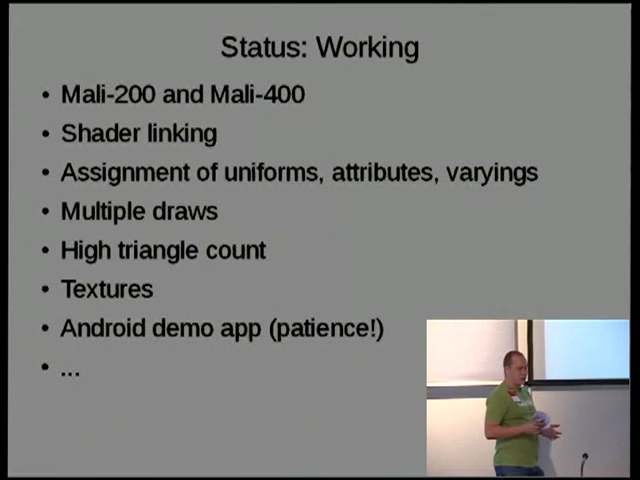 Status: Working
• Mali-200 and Mali-400
• Shader linking
• Assignment of uniforms, attributes, varyings
• Multiple draws
• High triangle count
• Textures
• Android demo app (patience!)
• ...